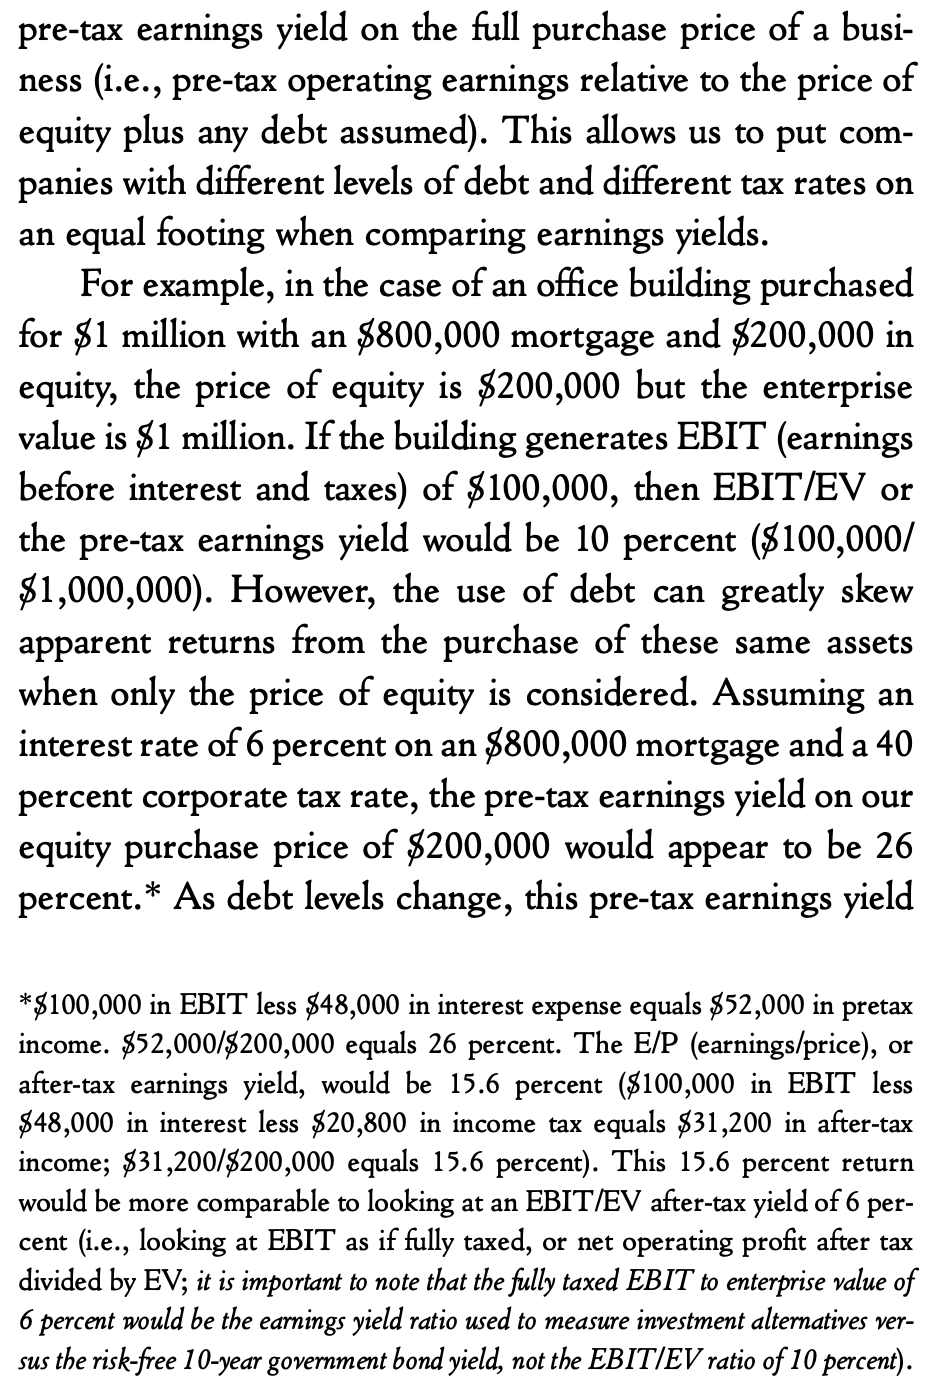 pre-tax earnings yield on the full purchase price of a busi-
ness (i.e., pre-tax operating earnings relative to the price of
equity plus any debt assumed). This allows us to put com-
panies with different levels of debt and different tax rates on
an equal footing when comparing earnings yields.
For example, in the case of an office building purchased
for $1 million with an $800,000 mortgage and $200,000 in
equity, the price of equity is $200,000 but the enterprise
value is $1 million. If the building generates EBIT (earnings
before interest and taxes) of $100,000, then EBIT/EV or
the pre-tax earnings yield would be 10 percent ($100,000/
$1,000,000). However, the use of debt can greatly skew
apparent returns from the purchase of these same assets
when only the price of equity is considered. Assuming an
interest rate of 6 percent on an $800,000 mortgage and a 40
percent corporate tax rate, the pre-tax earnings yield on our
equity purchase price of $200,000 would appear to be 26
percent.* As debt levels change, this pre-tax earnings yield
*$100,000 in EBIT less $48,000 in interest expense equals $52,000 in pretax
income. $52,000/$200,000 equals 26 percent. The E/P (earnings/price), or
after-tax earnings yield, would be 15.6 percent ($100,000 in EBIT less
$48,000 in interest less $20,800 in income tax equals $31,200 in after-tax
income; $31,200/$200,000 equals 15.6 percent). This 15.6 percent return
would be more comparable to looking at an EBIT/EV after-tax yield of 6 per-
cent (i.e., looking at EBIT as if fully taxed, or net operating profit after tax
divided by EV; it is important to note that the fully taxed EBIT to enterprise value of
6 percent would be the earnings yield ratio used to measure investment alternatives ver-
sus the risk-free 10-year government bond yield, not the EBIT/EV ratio of 10 percent).